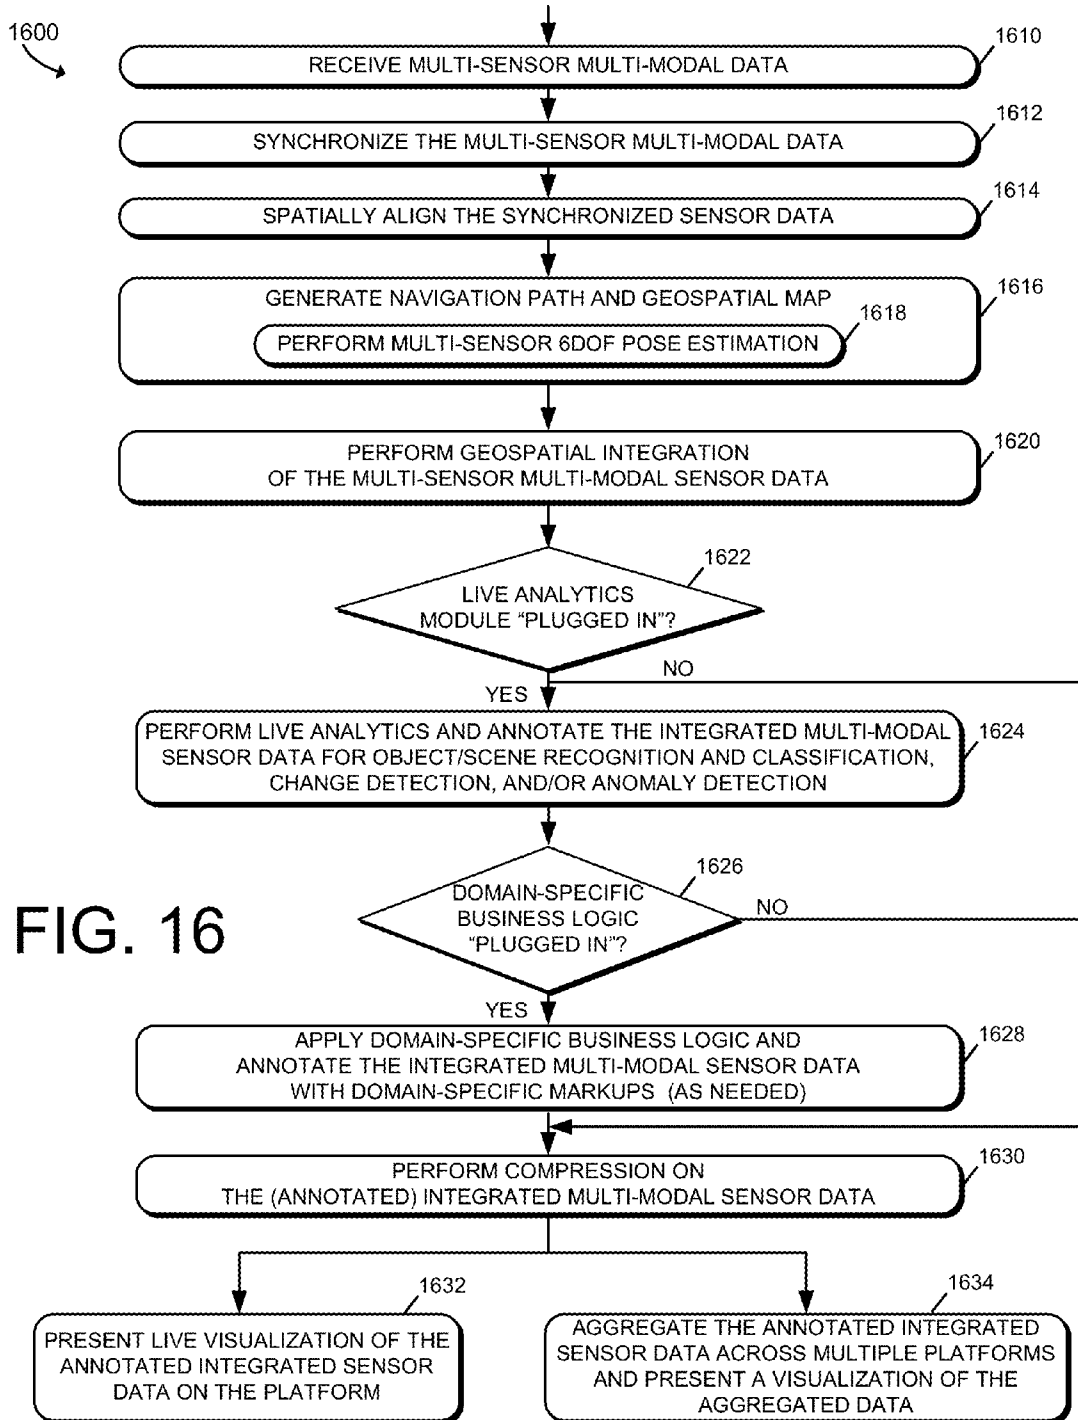 1600
RECEIVE MULTI-SENSOR MULTI-MODAL DATA
1610
SYNCHRONIZE THE MULTI-SENSOR MULTI-MODAL DATA
1612
SPATIALLY ALIGN THE SYNCHRONIZED SENSOR DATA
1614
GENERATE NAVIGATION PATH AND GEOSPATIAL MAP
1616
PERFORM MULTI-SENSOR 6DOF POSE ESTIMATION
1618
PERFORM GEOSPATIAL INTEGRATION
OF THE MULTI-SENSOR MULTI-MODAL SENSOR DATA
1620
LIVE ANALYTICS
MODULE “PLUGGED IN”?
1622
NO
YES
PERFORM LIVE ANALYTICS AND ANNOTATE THE INTEGRATED MULTI-MODAL
SENSOR DATA FOR OBJECT/SCENE RECOGNITION AND CLASSIFICATION,
CHANGE DETECTION, AND/OR ANOMALY DETECTION
1624
DOMAIN-SPECIFIC
BUSINESS LOGIC
“PLUGGED IN”?
1626
NO
FIG. 16
YES
APPLY DOMAIN-SPECIFIC BUSINESS LOGIC AND
ANNOTATE THE INTEGRATED MULTI-MODAL SENSOR DATA
WITH DOMAIN-SPECIFIC MARKUPS (AS NEEDED)
1628
PERFORM COMPRESSION ON
THE (ANNOTATED) INTEGRATED MULTI-MODAL SENSOR DATA
1630
1632
PRESENT LIVE VISUALIZATION OF THE
ANNOTATED INTEGRATED SENSOR
DATA ON THE PLATFORM
1634
AGGREGATE THE ANNOTATED INTEGRATED
SENSOR DATA ACROSS MULTIPLE PLATFORMS
AND PRESENT A VISUALIZATION OF THE
AGGREGATED DATA